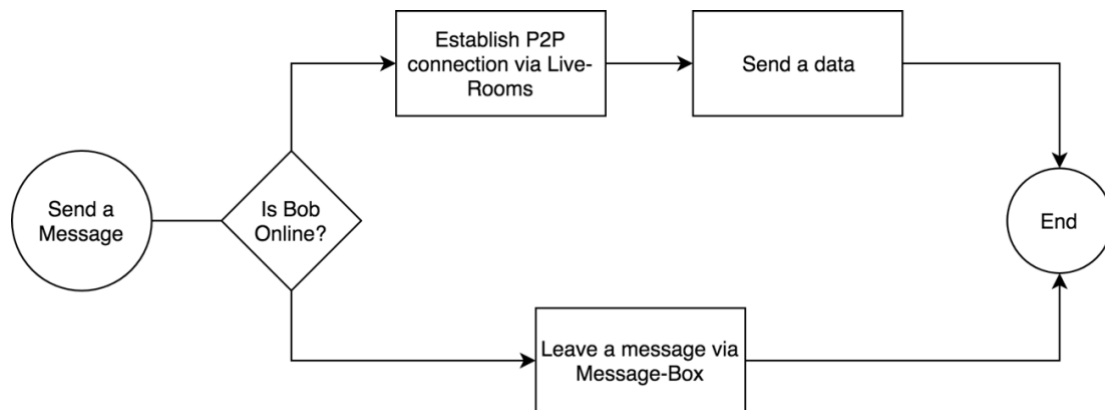 Establish P2P
connection via Live-
Rooms
Send a data
Send a
Message
Is Bob
Online?
End
Leave a message via
Message-Box